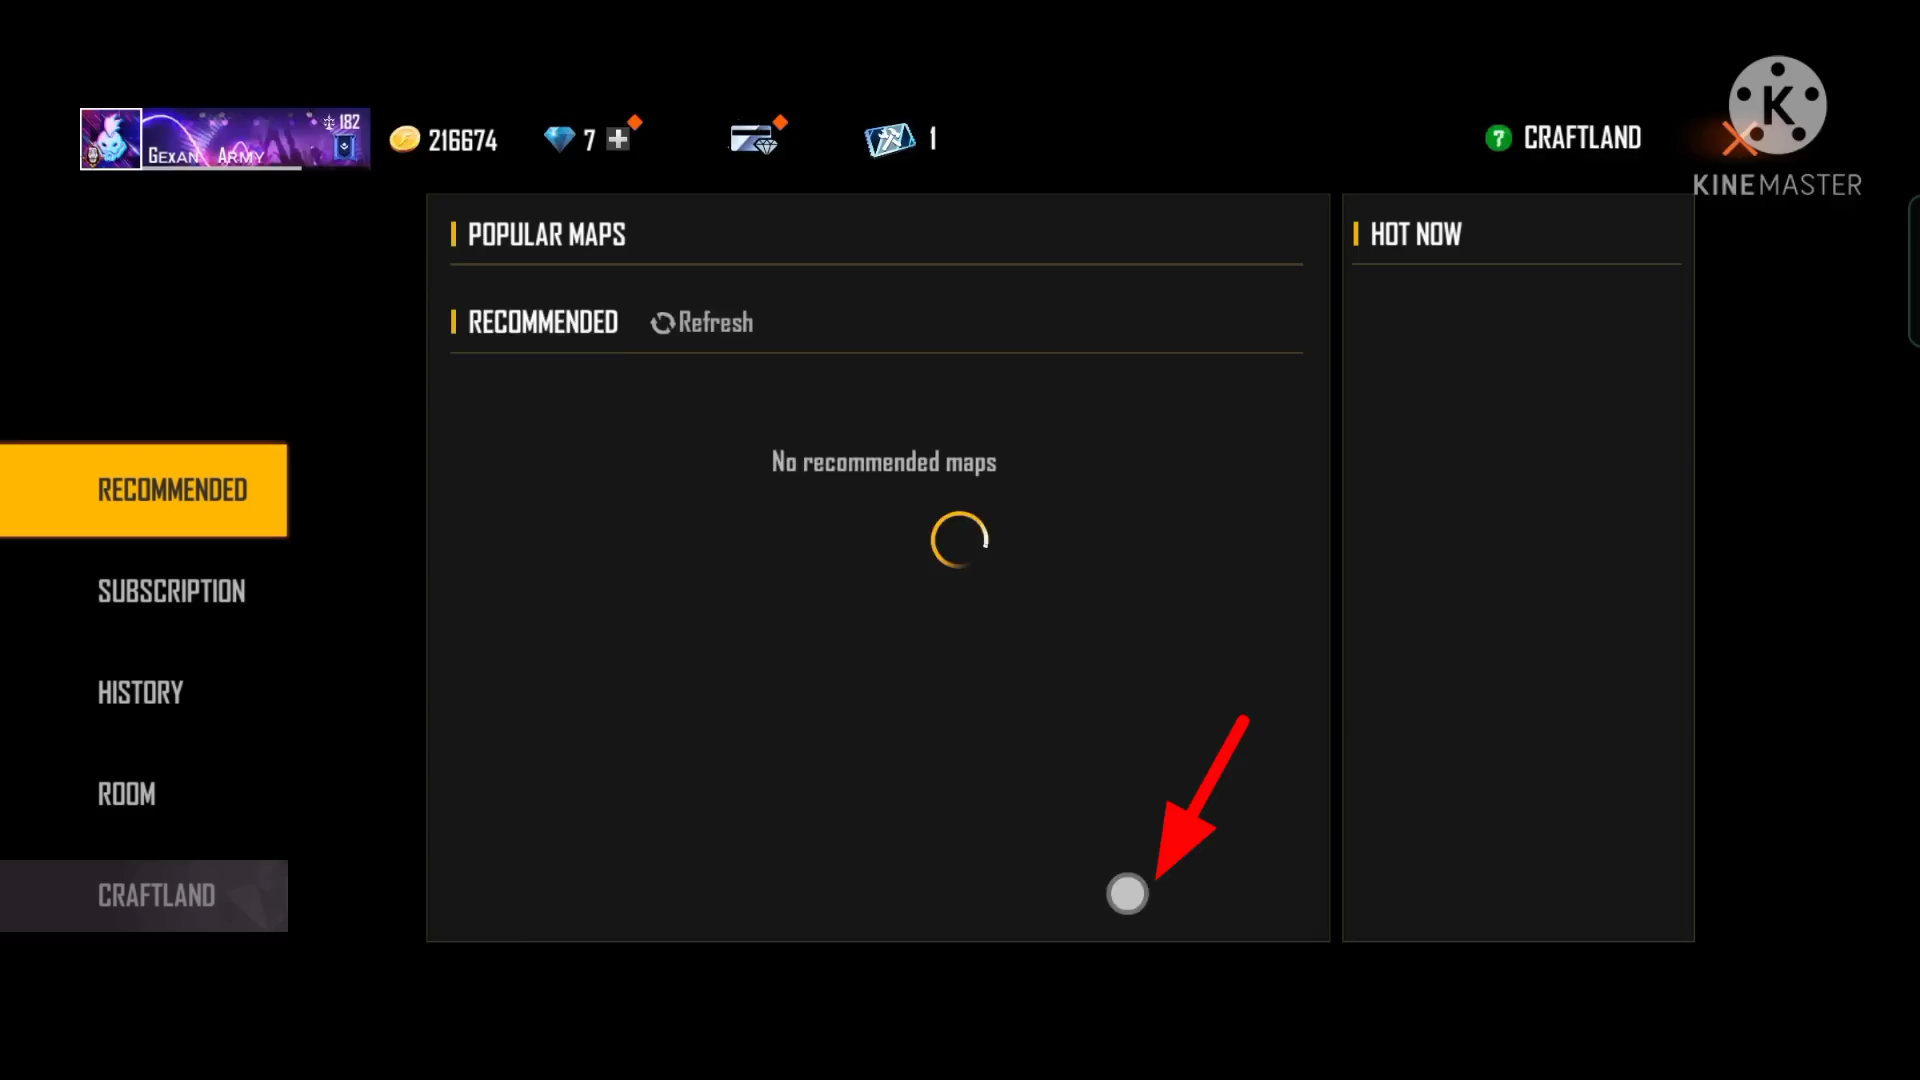 182
GEXAN ARMY
216674
7
1
? CRAFTLAND
K
KINEMASTER
POPULAR MAPS
HOT NOW
RECOMMENDED
Refresh
No recommended maps
RECOMMENDED
SUBSCRIPTION
HISTORY
ROOM
CRAFTLAND